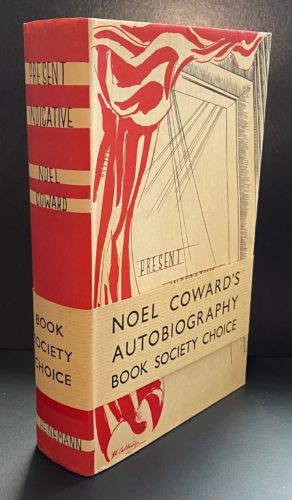 PRESENT
INDICATIVE
NOEL
COWARD
BOOK
SOCIETY
CHOICE
HEINEMANN
PRESENT
NOEL COWARD'S
AUTOBIOGRAPHY
BOOK SOCIETY CHOICE